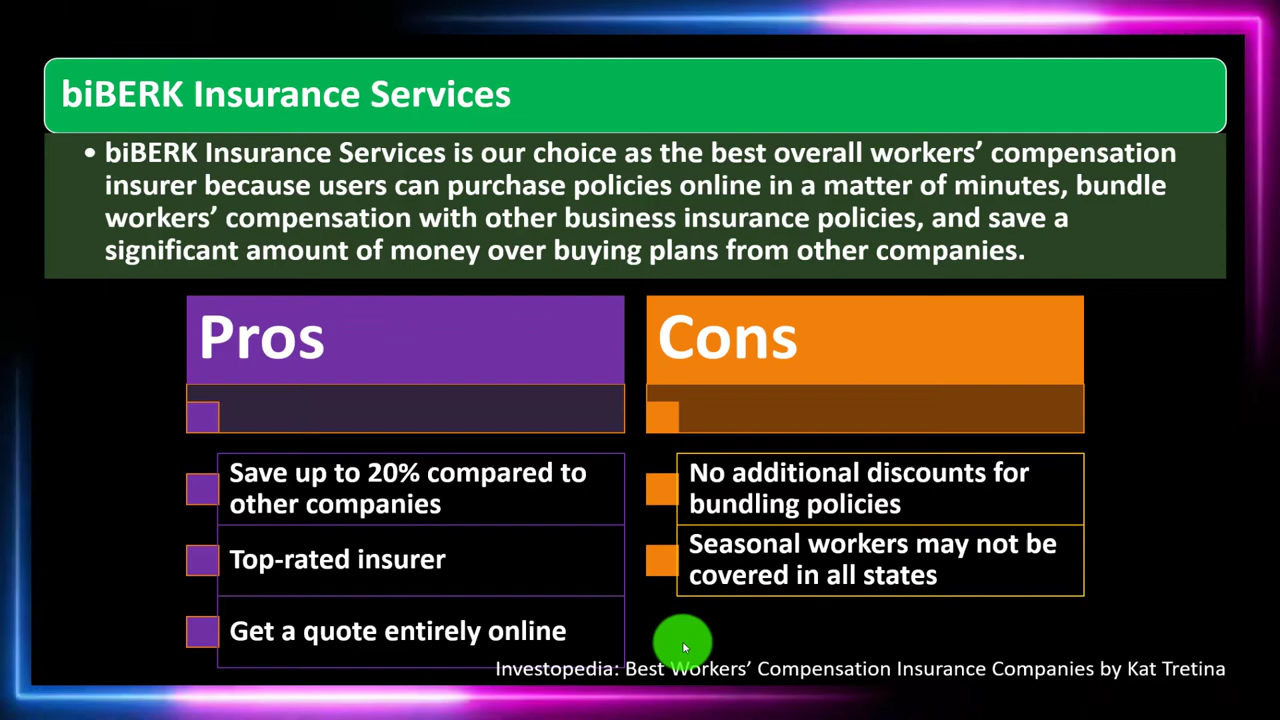 biBERK Insurance Services
• biBERK Insurance Services is our choice as the best overall workers’ compensation
insurer because users can purchase policies online in a matter of minutes, bundle
workers’ compensation with other business insurance policies, and save a
significant amount of money over buying plans from other companies.
Pros
Save up to 20% compared to
other companies
Top-rated insurer
Get a quote entirely online
Cons
No additional discounts for
bundling policies
Seasonal workers may not be
covered in all states
Investopedia: Best Workers’ Compensation Insurance Companies by Kat Tretina